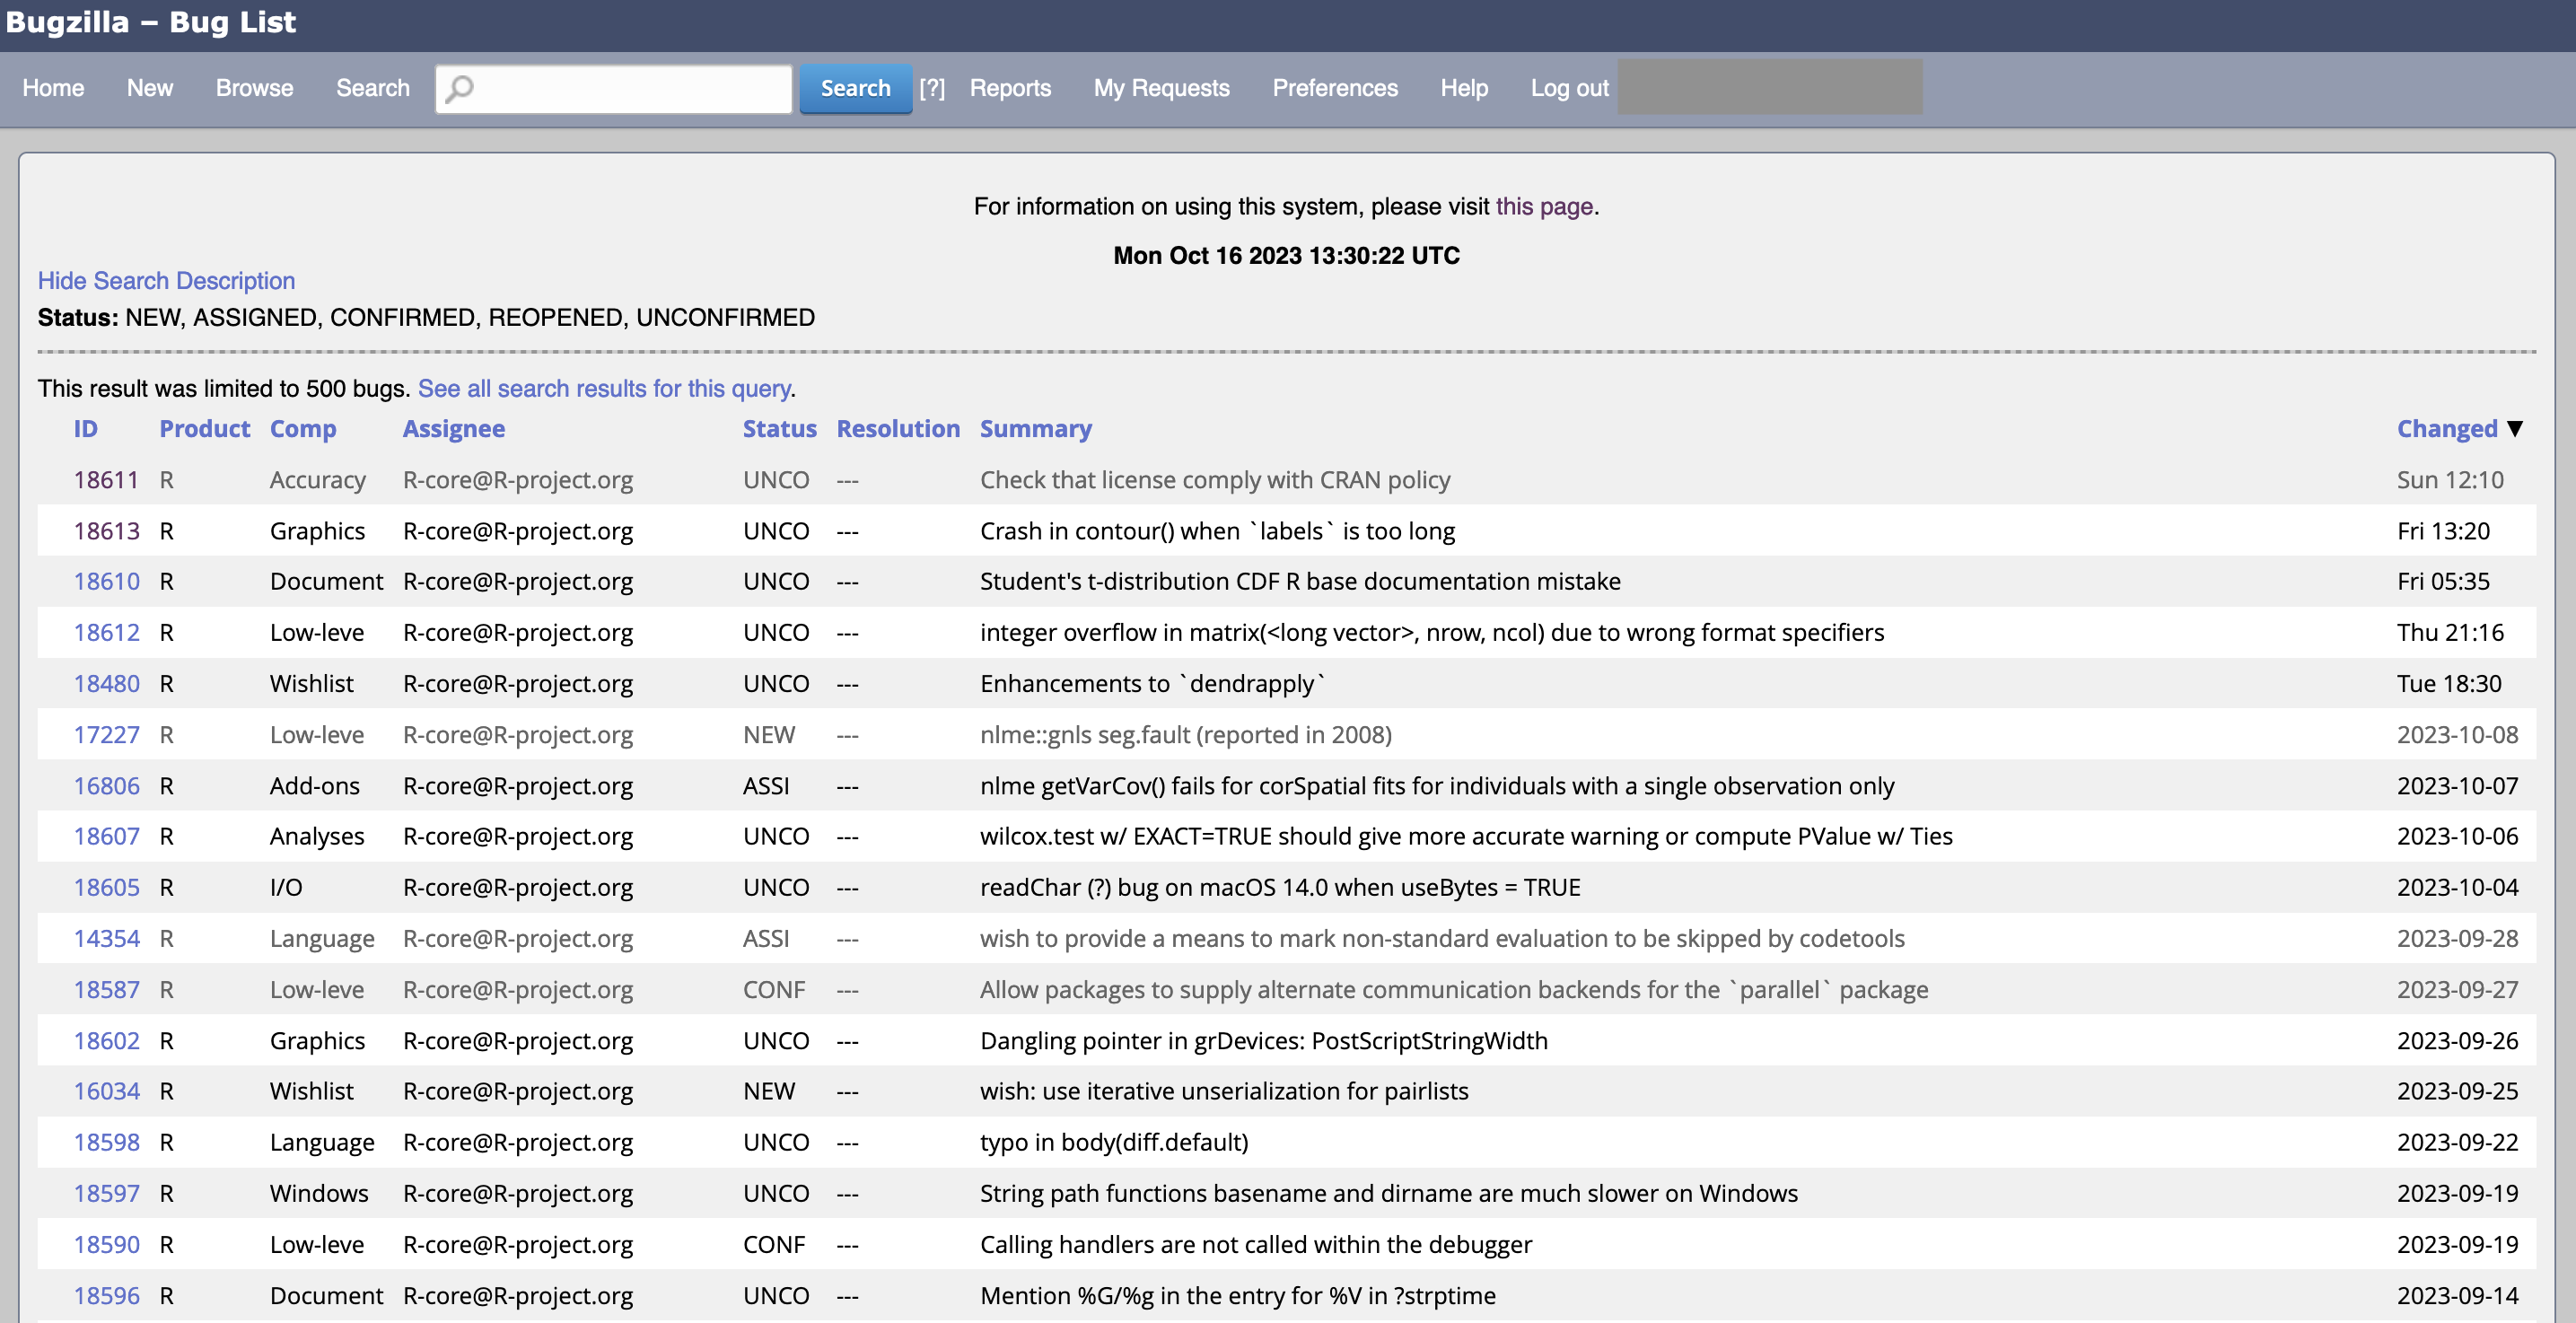 Bugzilla – Bug List
Home New Browse Search Search [?] Reports My Requests Preferences Help Log out
For information on using this system, please visit this page.
Mon Oct 16 2023 13:30:22 UTC
Hide Search Description
Status: NEW, ASSIGNED, CONFIRMED, REOPENED, UNCONFIRMED
This result was limited to 500 bugs. See all search results for this query.
ID Product Comp Assignee Status Resolution Summary Changed ▼
18611 R Accuracy R-core@R-project.org UNCO --- Check that license comply with CRAN policy Sun 12:10
18613 R Graphics R-core@R-project.org UNCO --- Crash in contour() when `labels` is too long Fri 13:20
18610 R Document R-core@R-project.org UNCO --- Student's t-distribution CDF R base documentation mistake Fri 05:35
18612 R Low-leve R-core@R-project.org UNCO --- integer overflow in matrix(<long vector>, nrow, ncol) due to wrong format specifiers Thu 21:16
18480 R Wishlist R-core@R-project.org UNCO --- Enhancements to `dendrapply` Tue 18:30
17227 R Low-leve R-core@R-project.org NEW --- nlme::gnls seg.fault (reported in 2008) 2023-10-08
16806 R Add-ons R-core@R-project.org ASSI --- nlme getVarCov() fails for corSpatial fits for individuals with a single observation only 2023-10-07
18607 R Analyses R-core@R-project.org UNCO --- wilcox.test w/ EXACT=TRUE should give more accurate warning or compute PValue w/ Ties 2023-10-06
18605 R I/O R-core@R-project.org UNCO --- readChar (?) bug on macOS 14.0 when useBytes = TRUE 2023-10-04
14354 R Language R-core@R-project.org ASSI --- wish to provide a means to mark non-standard evaluation to be skipped by codetools 2023-09-28
18587 R Low-leve R-core@R-project.org CONF --- Allow packages to supply alternate communication backends for the `parallel` package 2023-09-27
18602 R Graphics R-core@R-project.org UNCO --- Dangling pointer in grDevices: PostScriptStringWidth 2023-09-26
16034 R Wishlist R-core@R-project.org NEW --- wish: use iterative unserialization for pairlists 2023-09-25
18598 R Language R-core@R-project.org UNCO --- typo in body(diff.default) 2023-09-22
18597 R Windows R-core@R-project.org UNCO --- String path functions basename and dirname are much slower on Windows 2023-09-19
18590 R Low-leve R-core@R-project.org CONF --- Calling handlers are not called within the debugger 2023-09-19
18596 R Document R-core@R-project.org UNCO --- Mention %G/%g in the entry for %V in ?strptime 2023-09-14